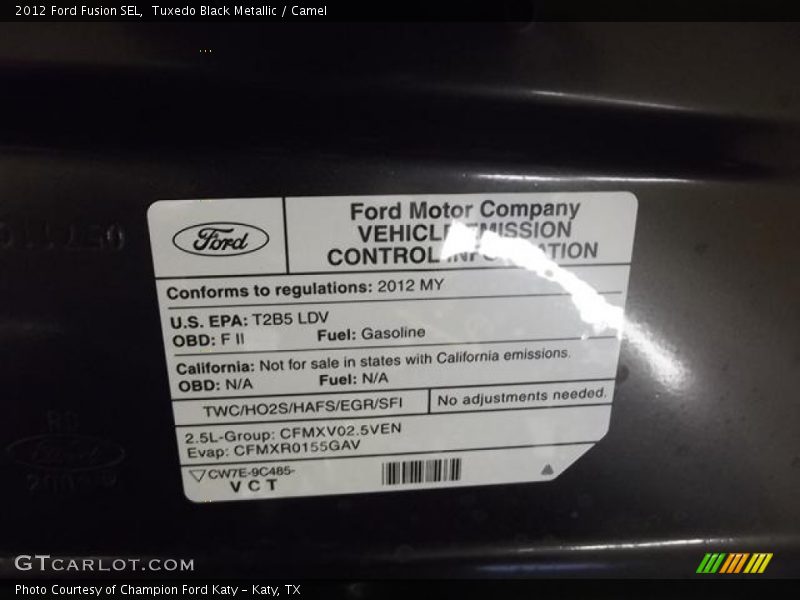 2012 Ford Fusion SEL, Tuxedo Black Metallic / Camel
Ford
Ford Motor Company
VEHICLE EMISSION
CONTROL INFORMATION
Conforms to regulations: 2012 MY
U.S. EPA: T2B5 LDV
OBD: F II Fuel: Gasoline
California: Not for sale in states with California emissions.
OBD: N/A Fuel: N/A
TWC/HO2S/HAFS/EGR/SFI No adjustments needed.
2.5L-Group: CFMXV02.5VEN
Evap: CFMXR0155GAV
CW7E-9C485-
V C T
GTCARLOT.COM
Photo Courtesy of Champion Ford Katy - Katy, TX